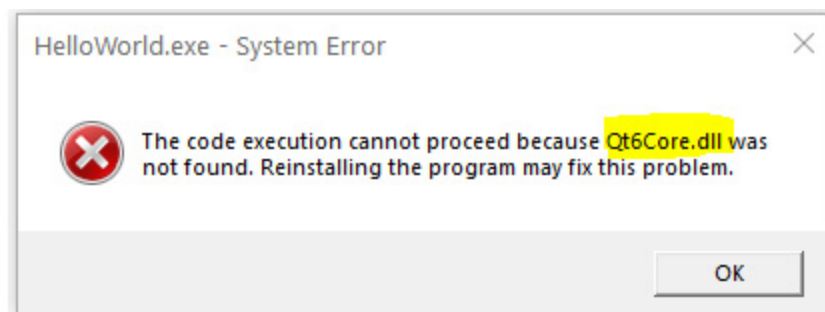 HelloWorld.exe - System Error
The code execution cannot proceed because Qt6Core.dll was
not found. Reinstalling the program may fix this problem.
OK